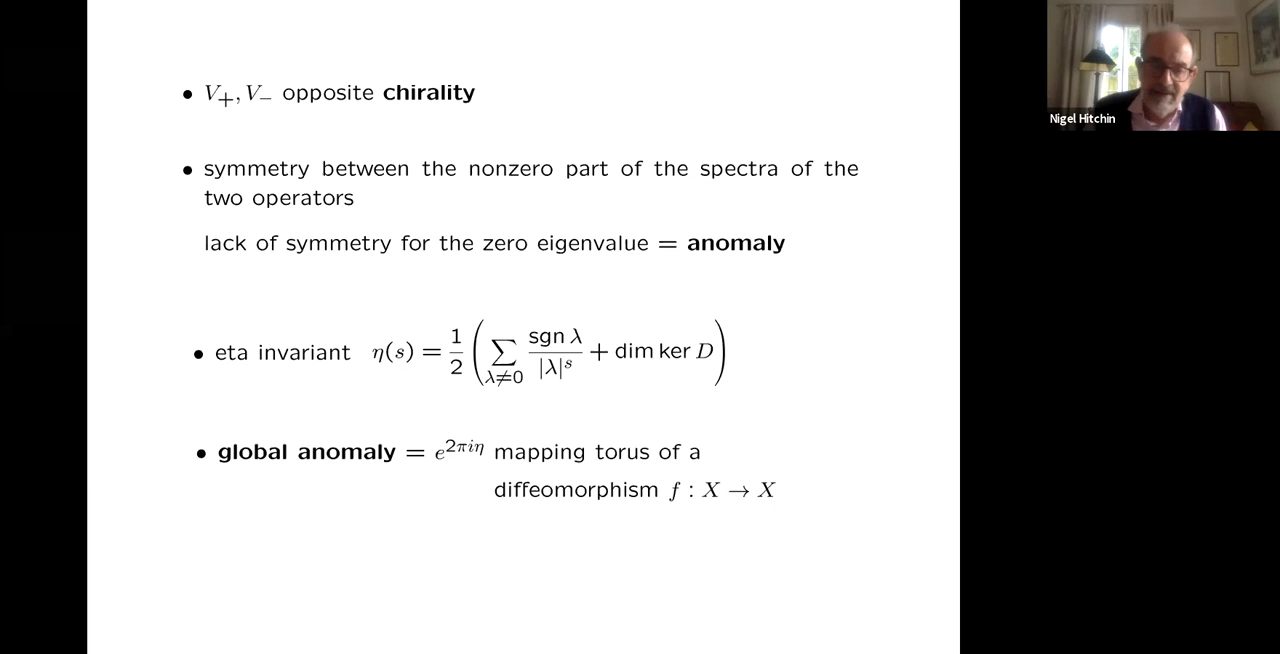 • V₊, V₋ opposite chirality
• symmetry between the nonzero part of the spectra of the
two operators
lack of symmetry for the zero eigenvalue = anomaly
• eta invariant η(s) = 1/2 ( ∑_{λ≠0} sgn λ / |λ|^s + dim ker D )
• global anomaly = e^{2πiη} mapping torus of a
diffeomorphism f : X → X
Nigel Hitchin